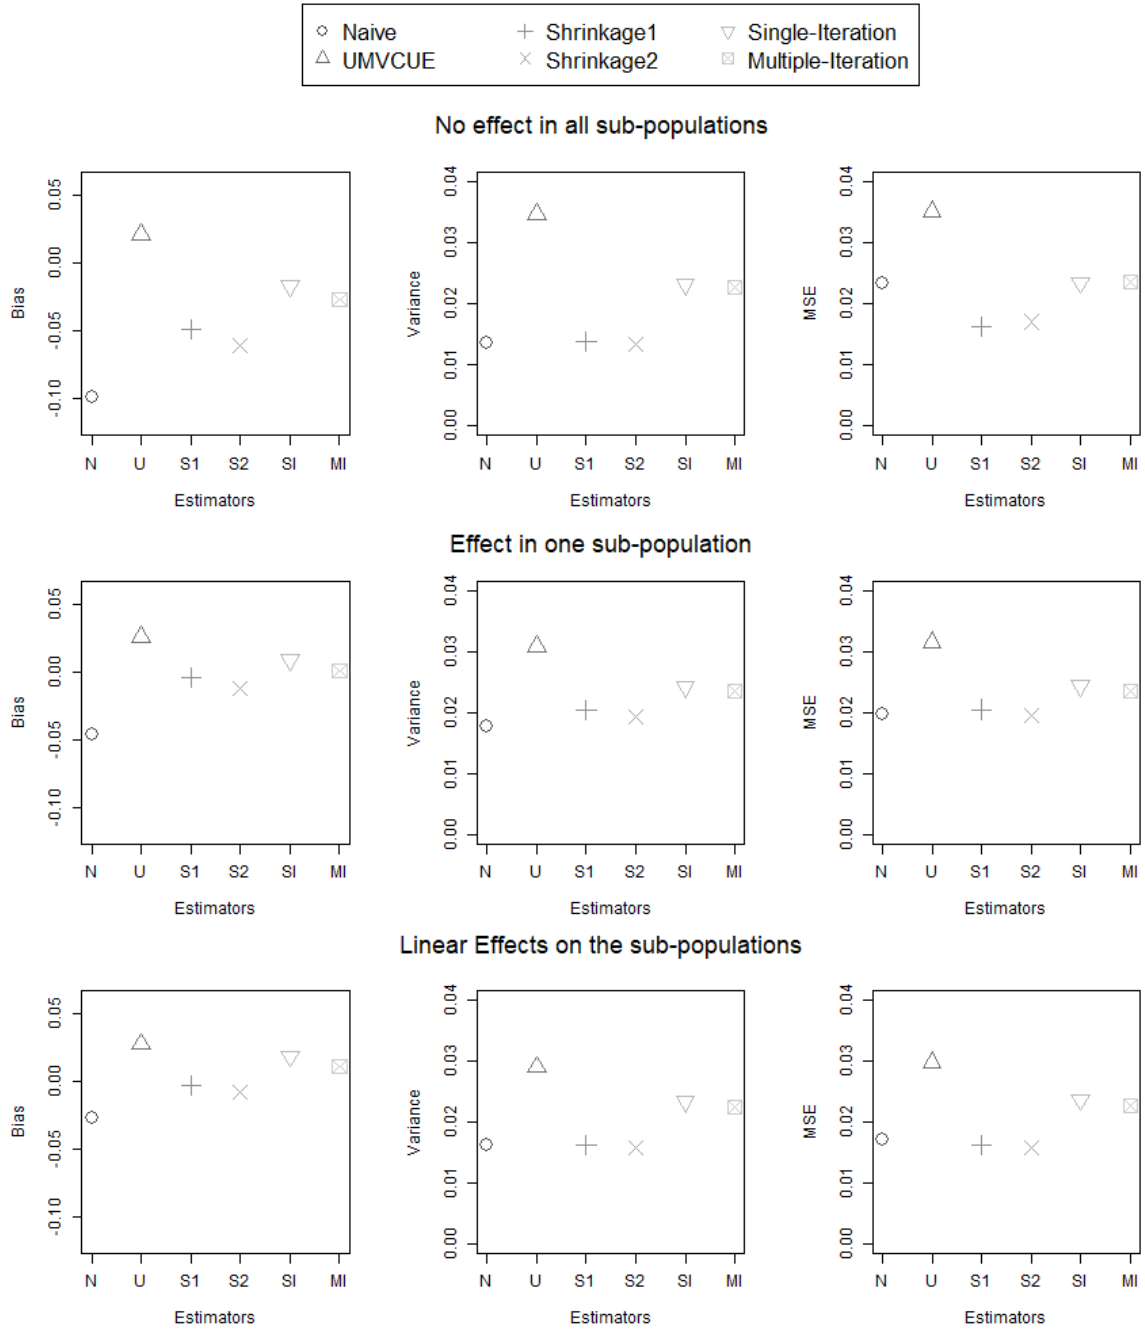 Naive
Shrinkage1
Single-Iteration
UMVCUE
Shrinkage2
Multiple-Iteration
No effect in all sub-populations
Bias
0.05
0.00
-0.05
-0.10
N U S1 S2 SI MI
Estimators
Variance
0.04
0.03
0.02
0.01
0.00
N U S1 S2 SI MI
Estimators
MSE
0.04
0.03
0.02
0.01
0.00
N U S1 S2 SI MI
Estimators
Effect in one sub-population
Bias
0.05
0.00
-0.05
-0.10
N U S1 S2 SI MI
Estimators
Variance
0.04
0.03
0.02
0.01
0.00
N U S1 S2 SI MI
Estimators
MSE
0.04
0.03
0.02
0.01
0.00
N U S1 S2 SI MI
Estimators
Linear Effects on the sub-populations
Bias
0.05
0.00
-0.05
-0.10
N U S1 S2 SI MI
Estimators
Variance
0.04
0.03
0.02
0.01
0.00
N U S1 S2 SI MI
Estimators
MSE
0.04
0.03
0.02
0.01
0.00
N U S1 S2 SI MI
Estimators